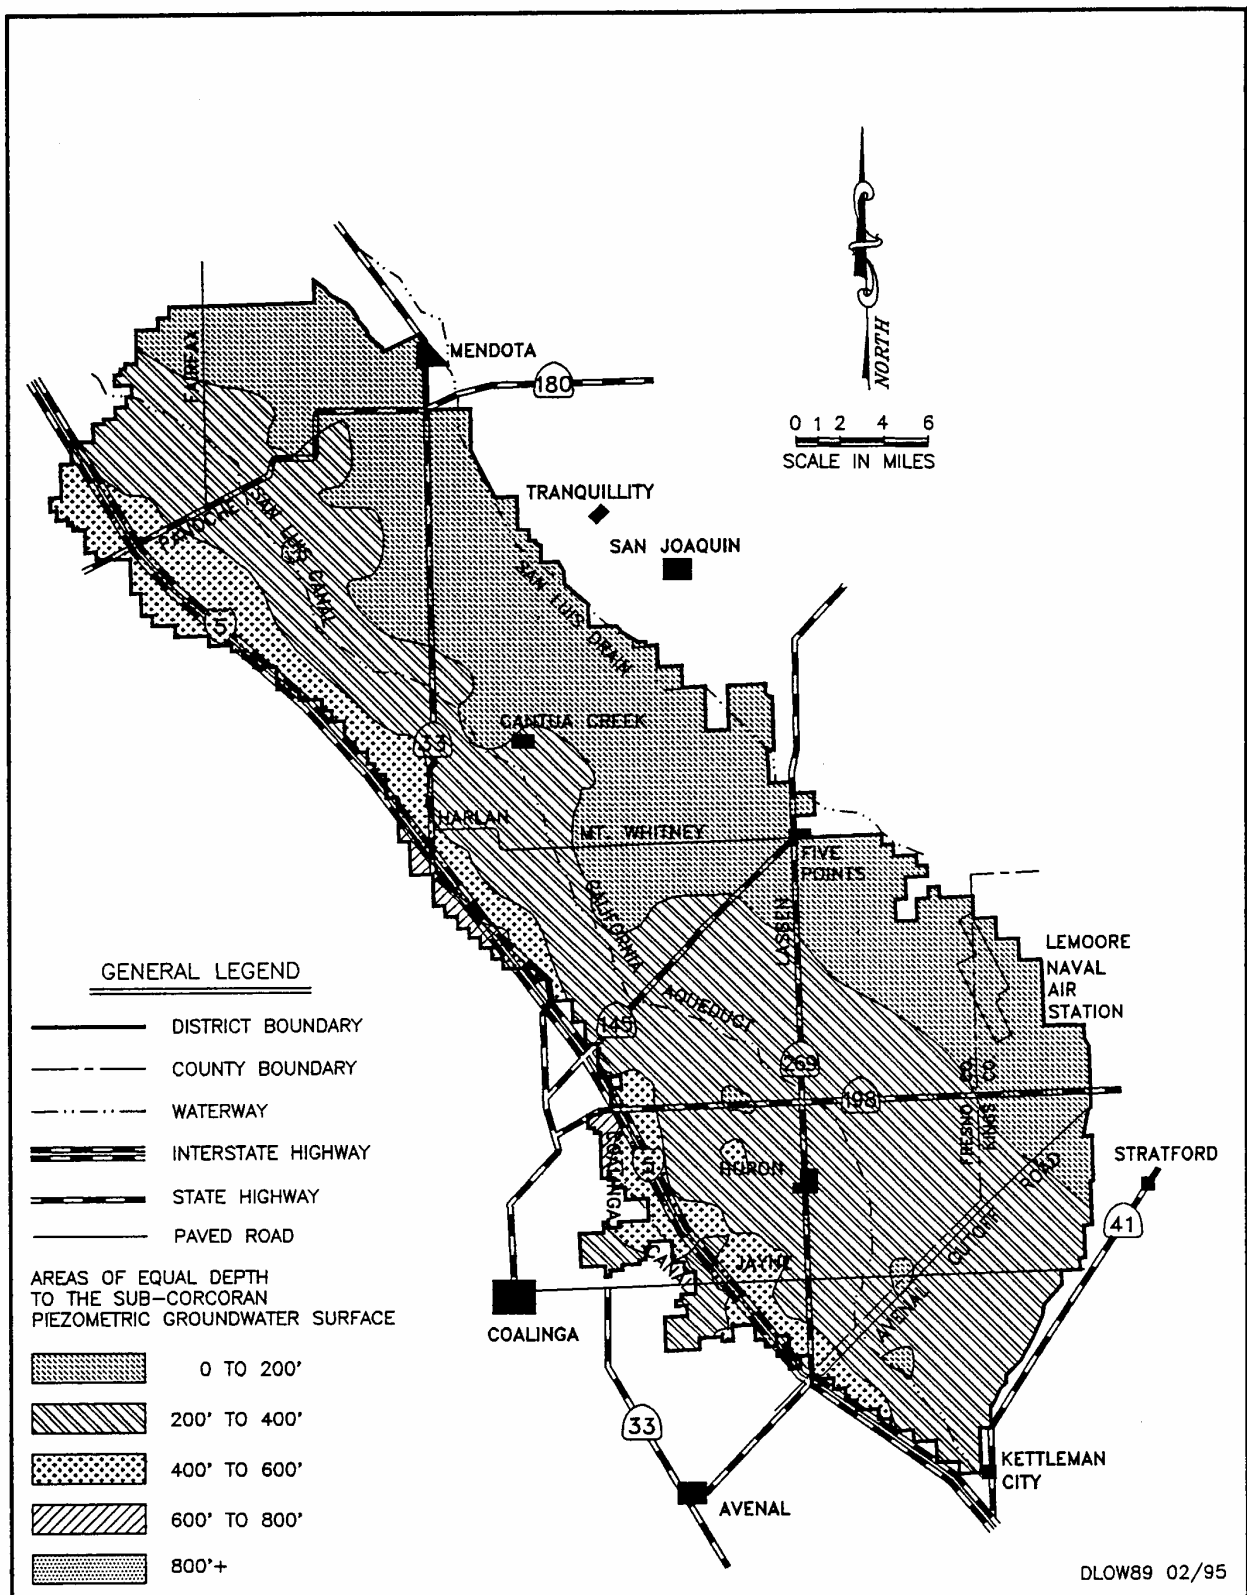 NORTH
0 1 2 4 6
SCALE IN MILES
MENDOTA
180
FAIRFAX
TRANQUILLITY
SAN JOAQUIN
PANOCHE
SAN LUIS CANAL
SAN LUIS DRAIN
5
CANTUA CREEK
33
HARLAN
MT. WHITNEY
FIVE
POINTS
CALIFORNIA
AQUEDUCT
LASSEN
LEMOORE
NAVAL
AIR
STATION
145
269
198
FRESNO CO
KINGS CO
COALINGA
CANAL
5
HURON
STRATFORD
41
JAYNE
AVENAL CUTOFF ROAD
COALINGA
33
AVENAL
KETTLEMAN
CITY
GENERAL LEGEND
DISTRICT BOUNDARY
COUNTY BOUNDARY
WATERWAY
INTERSTATE HIGHWAY
STATE HIGHWAY
PAVED ROAD
AREAS OF EQUAL DEPTH
TO THE SUB-CORCORAN
PIEZOMETRIC GROUNDWATER SURFACE
0 TO 200'
200' TO 400'
400' TO 600'
600' TO 800'
800'+
DLOW89 02/95